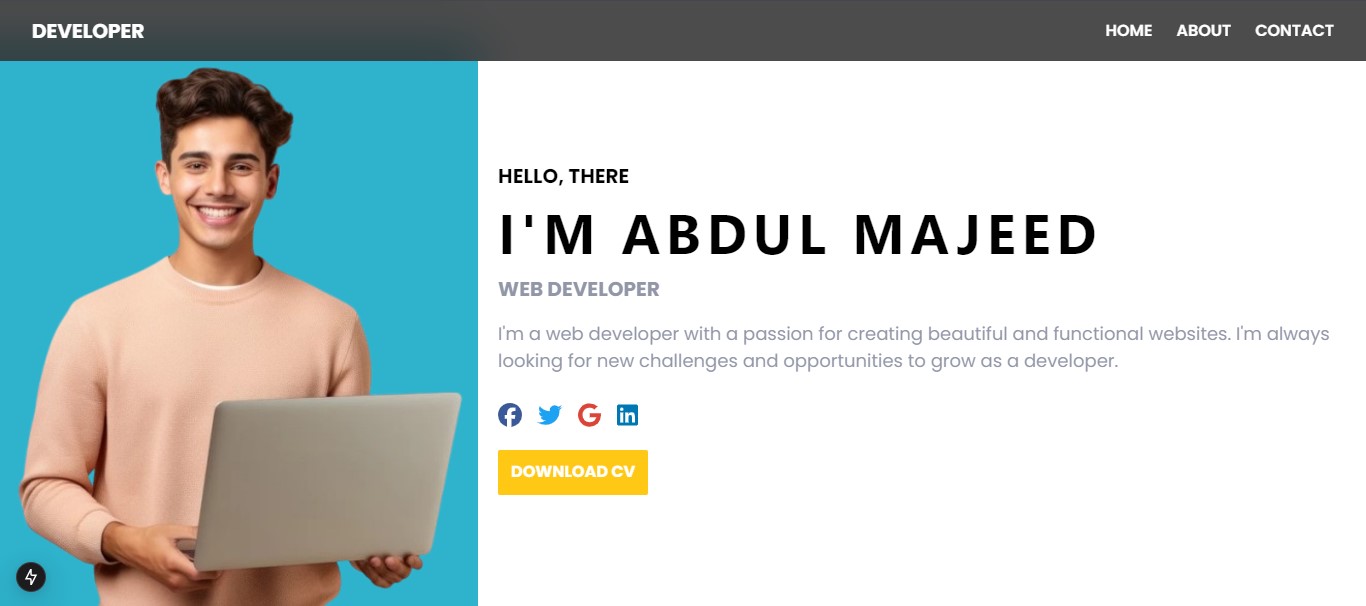 DEVELOPER
HOME ABOUT CONTACT
HELLO, THERE
I'M ABDUL MAJEED
WEB DEVELOPER
I'm a web developer with a passion for creating beautiful and functional websites. I'm always
looking for new challenges and opportunities to grow as a developer.
DOWNLOAD CV